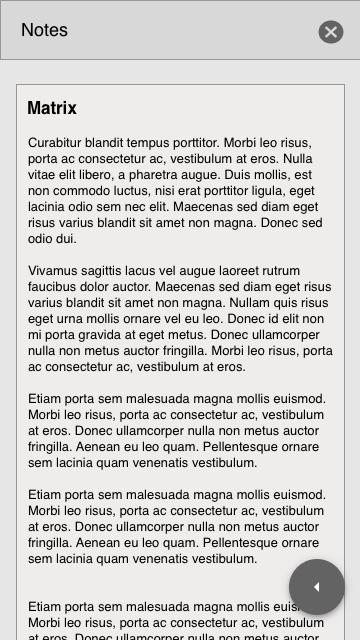 Notes
Matrix
Curabitur blandit tempus porttitor. Morbi leo risus,
porta ac consectetur ac, vestibulum at eros. Nulla
vitae elit libero, a pharetra augue. Duis mollis, est
non commodo luctus, nisi erat porttitor ligula, eget
lacinia odio sem nec elit. Maecenas sed diam eget
risus varius blandit sit amet non magna. Donec sed
odio dui.
Vivamus sagittis lacus vel augue laoreet rutrum
faucibus dolor auctor. Maecenas sed diam eget risus
varius blandit sit amet non magna. Nullam quis risus
eget urna mollis ornare vel eu leo. Donec id elit non
mi porta gravida at eget metus. Donec ullamcorper
nulla non metus auctor fringilla. Morbi leo risus, porta
ac consectetur ac, vestibulum at eros.
Etiam porta sem malesuada magna mollis euismod.
Morbi leo risus, porta ac consectetur ac, vestibulum
at eros. Donec ullamcorper nulla non metus auctor
fringilla. Aenean eu leo quam. Pellentesque ornare
sem lacinia quam venenatis vestibulum.
Etiam porta sem malesuada magna mollis euismod.
Morbi leo risus, porta ac consectetur ac, vestibulum
at eros. Donec ullamcorper nulla non metus auctor
fringilla. Aenean eu leo quam. Pellentesque ornare
sem lacinia quam venenatis vestibulum.
Etiam porta sem malesuada magna mollis
Morbi leo risus, porta ac consectetur ac, vestibulum
at eros. Donec ullamcorper nulla non metus auctor